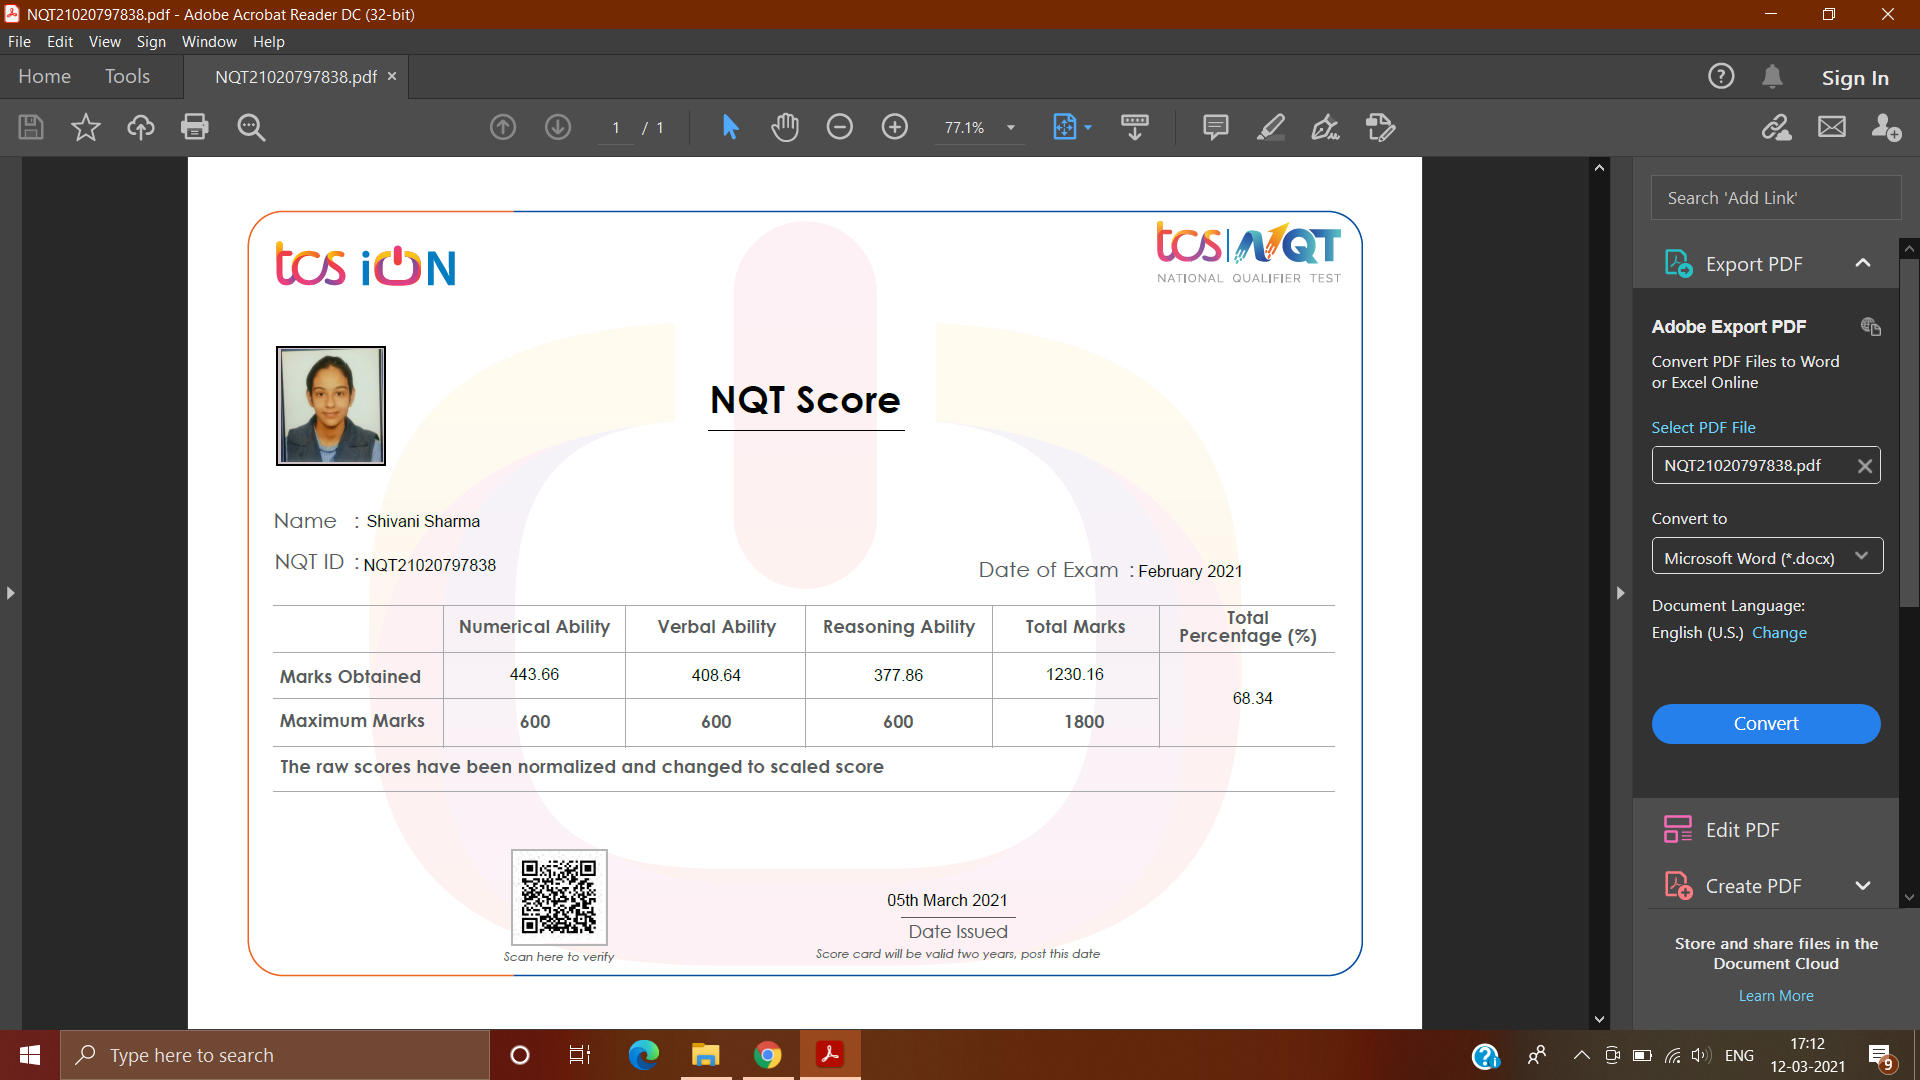 NQT21020797838.pdf - Adobe Acrobat Reader DC (32-bit)
File Edit View Sign Window Help
Home Tools NQT21020797838.pdf × Sign In
1 / 1 77.1%
Search 'Add Link'
Export PDF
Adobe Export PDF
Convert PDF Files to Word
or Excel Online
Select PDF File
NQT21020797838.pdf
Convert to
Microsoft Word (*.docx)
Document Language:
English (U.S.) Change
Convert
Edit PDF
Create PDF
Store and share files in the
Document Cloud
Learn More
tcs iON
tcs NQT
NATIONAL QUALIFIER TEST
NQT Score
Name : Shivani Sharma
NQT ID : NQT21020797838
Date of Exam : February 2021
Numerical Ability Verbal Ability Reasoning Ability Total Marks Total Percentage (%)
Marks Obtained 443.66 408.64 377.86 1230.16 68.34
Maximum Marks 600 600 600 1800
The raw scores have been normalized and changed to scaled score
Scan here to verify
05th March 2021
Date Issued
Score card will be valid two years, post this date
Type here to search
ENG
17:12
12-03-2021
9